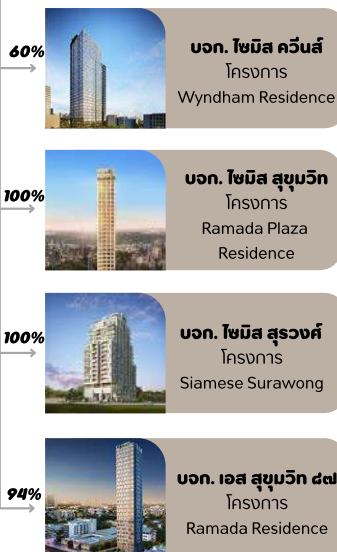 60%
บจก. ไซมิส ควีนส์
โครงการ
Wyndham Residence
100%
บจก. ไซมิส สุขุมวิท
โครงการ
Ramada Plaza
Residence
100%
บจก. ไซมิส สุรวงศ์
โครงการ
Siamese Surawong
94%
บจก. เอส สุขุมวิท ๘๗
โครงการ
Ramada Residence